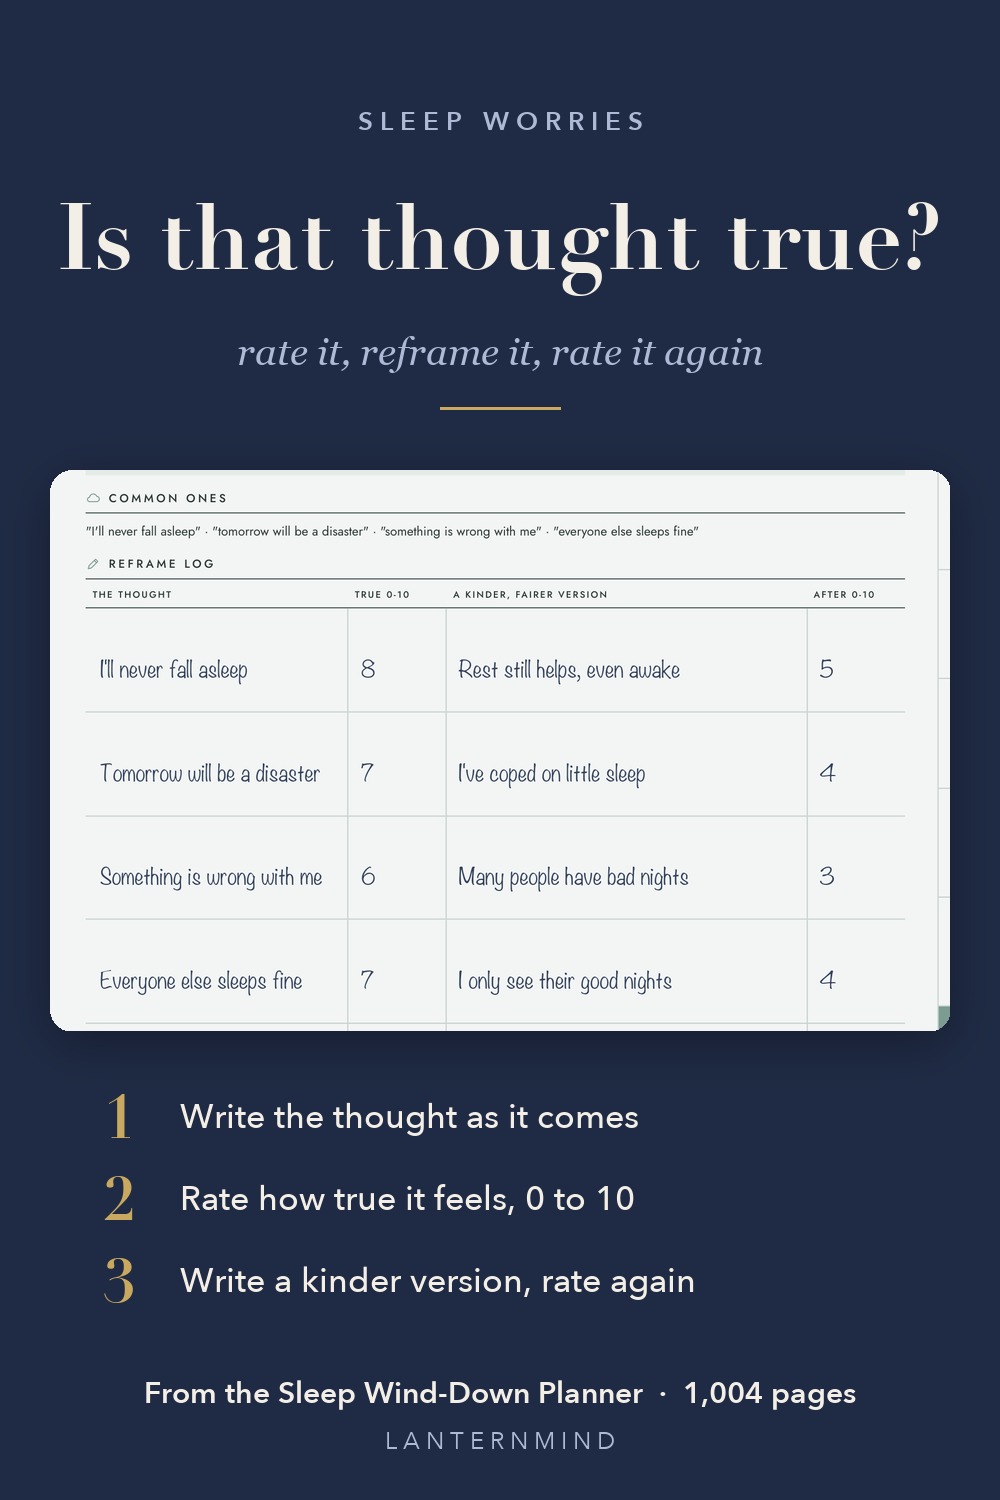 SLEEP WORRIES
Is that thought true?
rate it, reframe it, rate it again
COMMON ONES
"I'll never fall asleep" · "tomorrow will be a disaster" · "something is wrong with me" · "everyone else sleeps fine"
REFRAME LOG
THE THOUGHT TRUE 0-10 A KINDER, FAIRER VERSION AFTER 0-10
I'll never fall asleep 8 Rest still helps, even awake 5
Tomorrow will be a disaster 7 I've coped on little sleep 4
Something is wrong with me 6 Many people have bad nights 3
Everyone else sleeps fine 7 I only see their good nights 4
1 Write the thought as it comes
2 Rate how true it feels, 0 to 10
3 Write a kinder version, rate again
From the Sleep Wind-Down Planner · 1,004 pages
LANTERNMIND